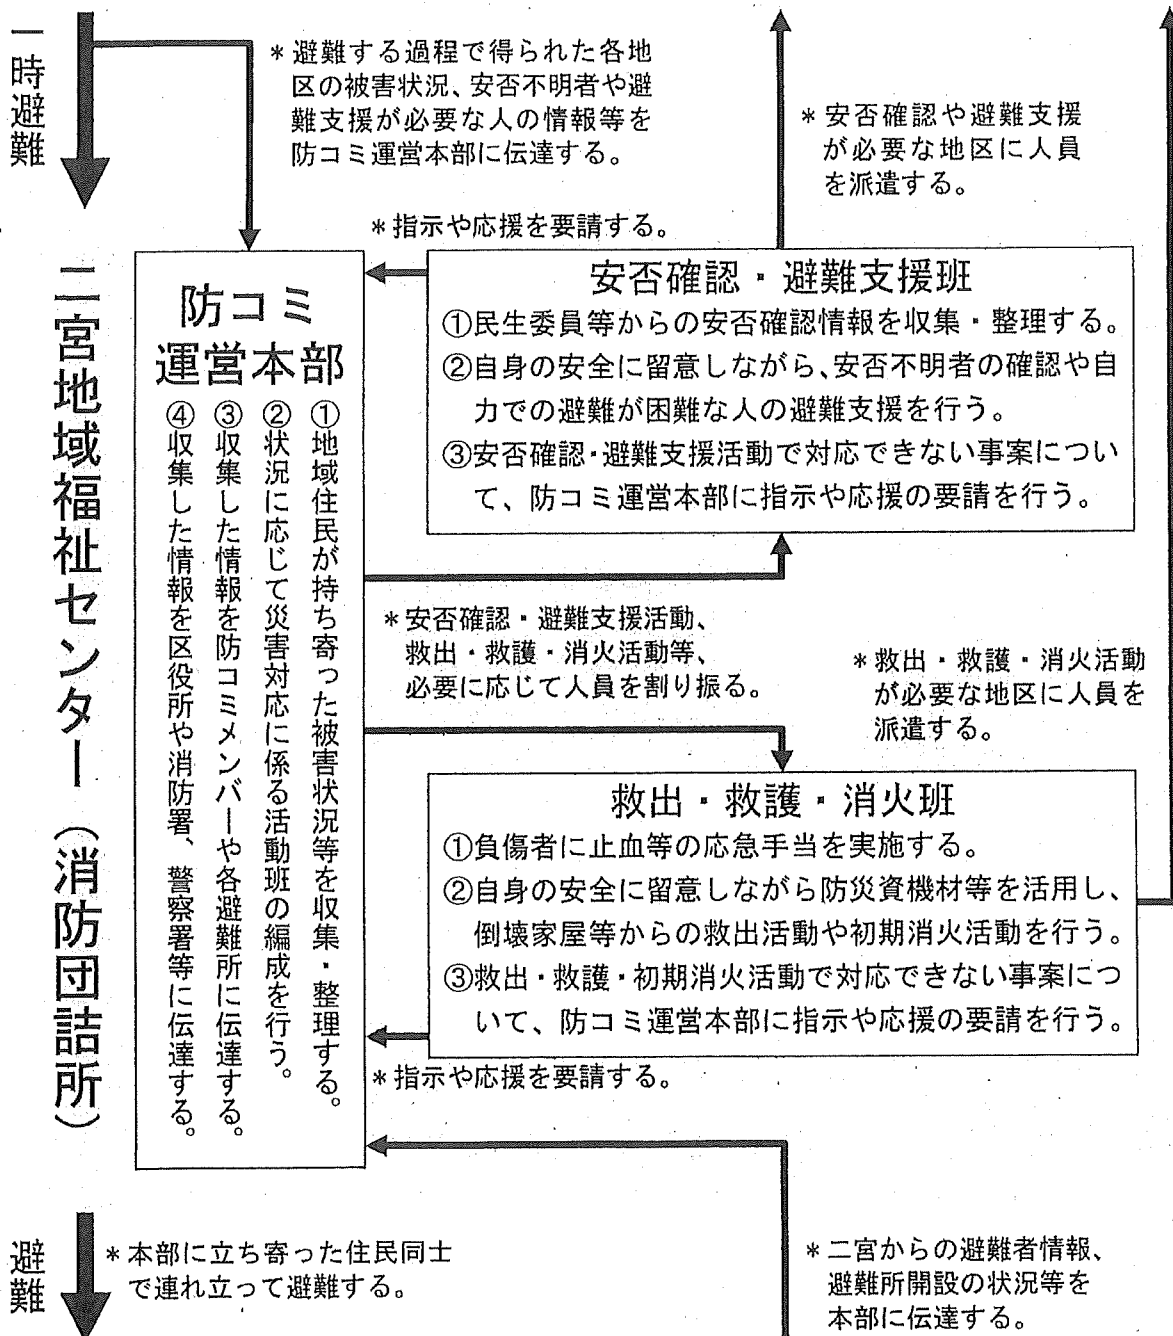 一時避難
*避難する過程で得られた各地
区の被害状況、安否不明者や避
難支援が必要な人の情報等を
防コミ運営本部に伝達する。
*安否確認や避難支援
が必要な地区に人員
を派遣する。
*指示や応援を要請する。
二宮地域福祉センター（消防団詰所）
防コミ
運営本部
①地域住民が持ち寄った被害状況等を収集・整理する。
②状況に応じて災害対応に係る活動班の編成を行う。
③収集した情報を防コミメンバーや各避難所に伝達する。
④収集した情報を区役所や消防署、警察署等に伝達する。
安否確認・避難支援班
①民生委員等からの安否確認情報を収集・整理する。
②自身の安全に留意しながら、安否不明者の確認や自
力での避難が困難な人の避難支援を行う。
③安否確認・避難支援活動で対応できない事案につい
て、防コミ運営本部に指示や応援の要請を行う。
*安否確認・避難支援活動、
救出・救護・消火活動等、
必要に応じて人員を割り振る。
*救出・救護・消火活動
が必要な地区に人員を
派遣する。
救出・救護・消火班
①負傷者に止血等の応急手当を実施する。
②自身の安全に留意しながら防災資機材等を活用し、
倒壊家屋等からの救出活動や初期消火活動を行う。
③救出・救護・初期消火活動で対応できない事案につ
いて、防コミ運営本部に指示や応援の要請を行う。
*指示や応援を要請する。
避難
*本部に立ち寄った住民同士
で連れ立って避難する。
*二宮からの避難者情報、
避難所開設の状況等を
本部に伝達する。